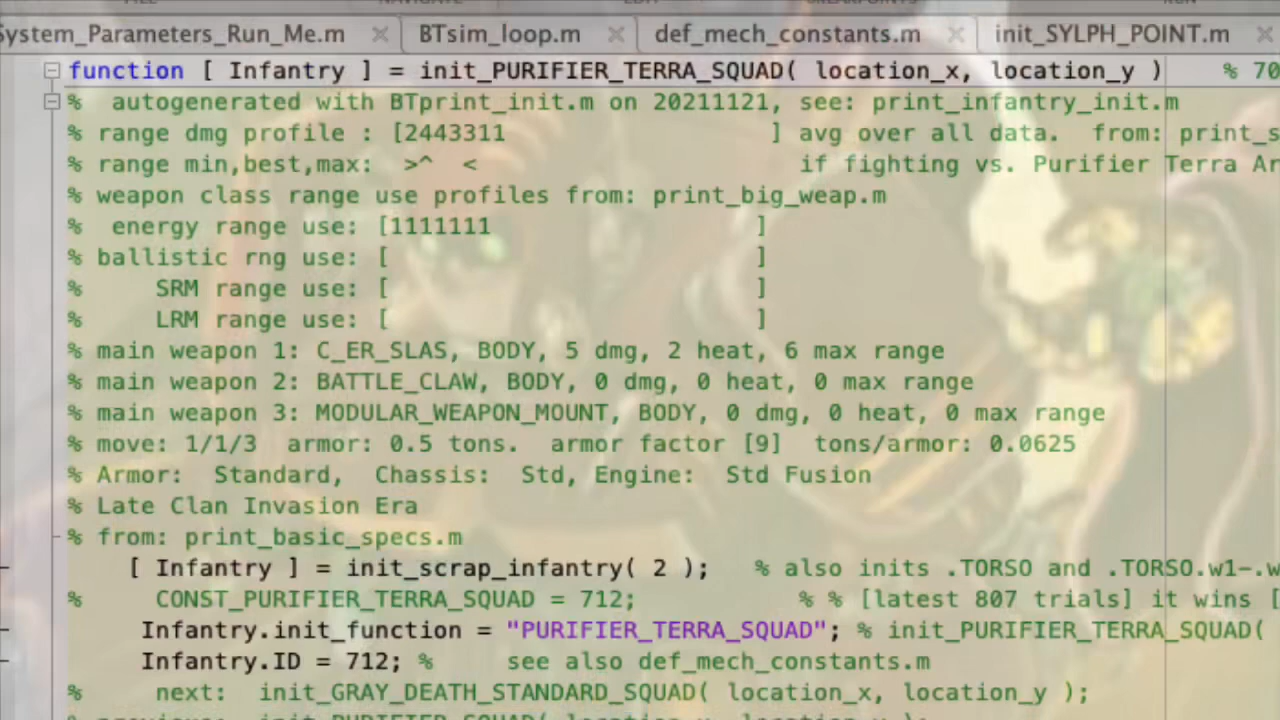 System_Parameters_Run_Me.m × BTsim_loop.m × def_mech_constants.m × init_SYLPH_POINT.m ×
function [ Infantry ] = init_PURIFIER_TERRA_SQUAD( location_x, location_y ) % 70
% autogenerated with BTprint_init.m on 20211121, see: print_infantry_init.m
% range dmg profile : [2443311 ] avg over all data. from: print_s
% range min,best,max: >^ < if fighting vs. Purifier Terra Ar
% weapon class range use profiles from: print_big_weap.m
% energy range use: [1111111 ]
% ballistic rng use: [ ]
% SRM range use: [ ]
% LRM range use: [ ]
% main weapon 1: C_ER_SLAS, BODY, 5 dmg, 2 heat, 6 max range
% main weapon 2: BATTLE_CLAW, BODY, 0 dmg, 0 heat, 0 max range
% main weapon 3: MODULAR_WEAPON_MOUNT, BODY, 0 dmg, 0 heat, 0 max range
% move: 1/1/3 armor: 0.5 tons. armor factor [9] tons/armor: 0.0625
% Armor: Standard, Chassis: Std, Engine: Std Fusion
% Late Clan Invasion Era
% from: print_basic_specs.m
[ Infantry ] = init_scrap_infantry( 2 ); % also inits .TORSO and .TORSO.w1-.w
% CONST_PURIFIER_TERRA_SQUAD = 712; % % [latest 807 trials] it wins [
Infantry.init_function = "PURIFIER_TERRA_SQUAD"; % init_PURIFIER_TERRA_SQUAD(
Infantry.ID = 712; % see also def_mech_constants.m
% next: init_GRAY_DEATH_STANDARD_SQUAD( location_x, location_y );
% previous: init_PURIFIER_SQUAD( location_x, location_y );